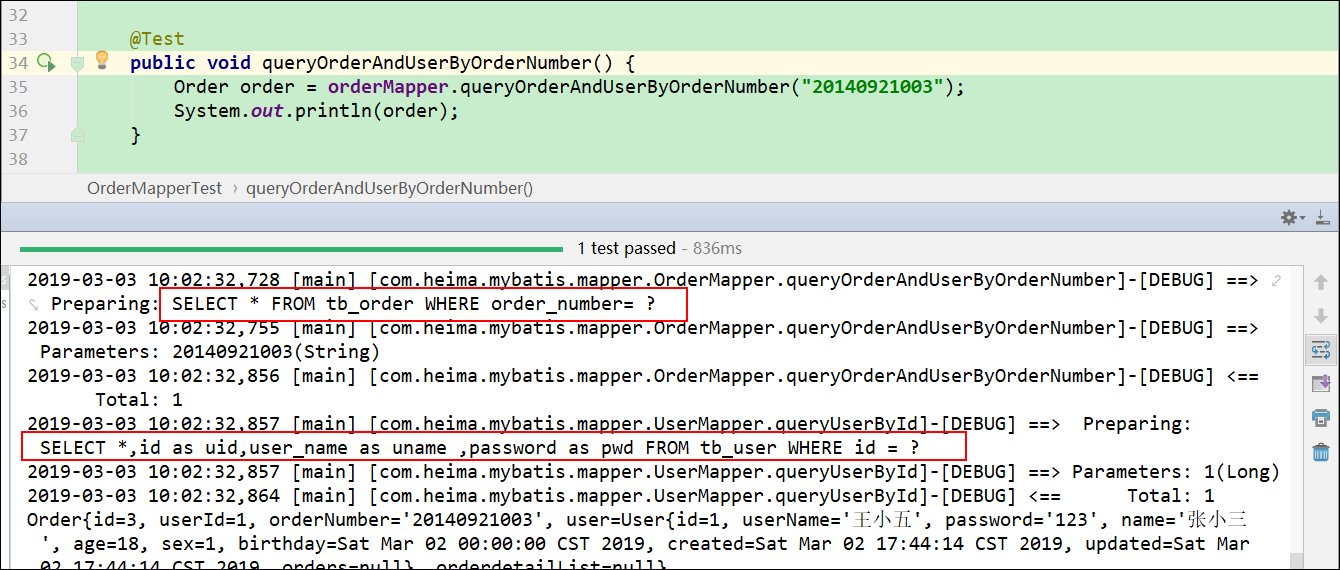 32
33 @Test
34 public void queryOrderAndUserByOrderNumber() {
35 Order order = orderMapper.queryOrderAndUserByOrderNumber("20140921003");
36 System.out.println(order);
37 }
38
OrderMapperTest › queryOrderAndUserByOrderNumber()
1 test passed - 836ms
2019-03-03 10:02:32,728 [main] [com.heima.mybatis.mapper.OrderMapper.queryOrderAndUserByOrderNumber]-[DEBUG] ==>
Preparing: SELECT * FROM tb_order WHERE order_number= ?
2019-03-03 10:02:32,755 [main] [com.heima.mybatis.mapper.OrderMapper.queryOrderAndUserByOrderNumber]-[DEBUG] ==>
Parameters: 20140921003(String)
2019-03-03 10:02:32,856 [main] [com.heima.mybatis.mapper.OrderMapper.queryOrderAndUserByOrderNumber]-[DEBUG] <==
Total: 1
2019-03-03 10:02:32,857 [main] [com.heima.mybatis.mapper.UserMapper.queryUserById]-[DEBUG] ==> Preparing:
SELECT *,id as uid,user_name as uname ,password as pwd FROM tb_user WHERE id = ?
2019-03-03 10:02:32,857 [main] [com.heima.mybatis.mapper.UserMapper.queryUserById]-[DEBUG] ==> Parameters: 1(Long)
2019-03-03 10:02:32,864 [main] [com.heima.mybatis.mapper.UserMapper.queryUserById]-[DEBUG] <== Total: 1
Order{id=3, userId=1, orderNumber='20140921003', user=User{id=1, userName='王小五', password='123', name='张小三
', age=18, sex=1, birthday=Sat Mar 02 00:00:00 CST 2019, created=Sat Mar 02 17:44:14 CST 2019, updated=Sat Mar
02 17:44:14 CST 2019, orders=null}, orderdetailList=null}